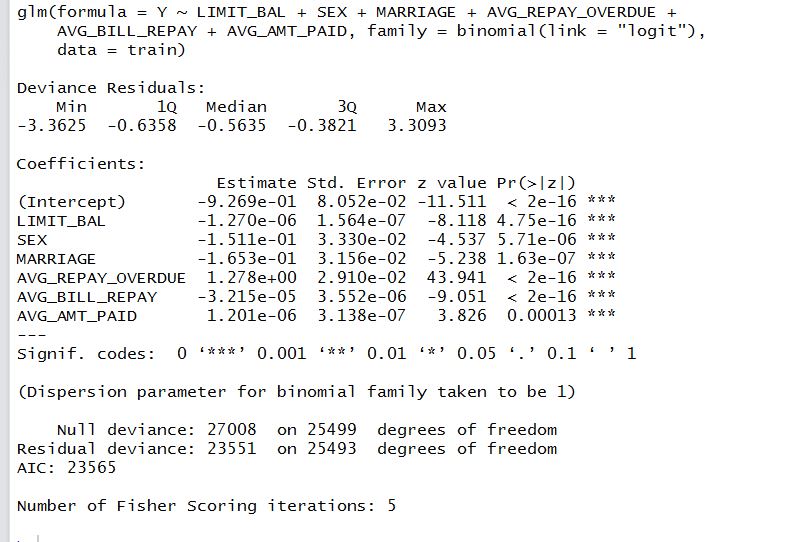 glm(formula = Y ~ LIMIT_BAL + SEX + MARRIAGE + AVG_REPAY_OVERDUE +
    AVG_BILL_REPAY + AVG_AMT_PAID, family = binomial(link = "logit"),
    data = train)

Deviance Residuals:
    Min       1Q   Median       3Q      Max
-3.3625  -0.6358  -0.5635  -0.3821   3.3093

Coefficients:
                    Estimate Std. Error z value Pr(>|z|)
(Intercept)       -9.269e-01  8.052e-02 -11.511  < 2e-16 ***
LIMIT_BAL         -1.270e-06  1.564e-07  -8.118 4.75e-16 ***
SEX               -1.511e-01  3.330e-02  -4.537 5.71e-06 ***
MARRIAGE          -1.653e-01  3.156e-02  -5.238 1.63e-07 ***
AVG_REPAY_OVERDUE  1.278e+00  2.910e-02  43.941  < 2e-16 ***
AVG_BILL_REPAY    -3.215e-05  3.552e-06  -9.051  < 2e-16 ***
AVG_AMT_PAID       1.201e-06  3.138e-07   3.826  0.00013 ***
---
Signif. codes:  0 ‘***’ 0.001 ‘**’ 0.01 ‘*’ 0.05 ‘.’ 0.1 ‘ ’ 1

(Dispersion parameter for binomial family taken to be 1)

    Null deviance: 27008  on 25499  degrees of freedom
Residual deviance: 23551  on 25493  degrees of freedom
AIC: 23565

Number of Fisher Scoring iterations: 5